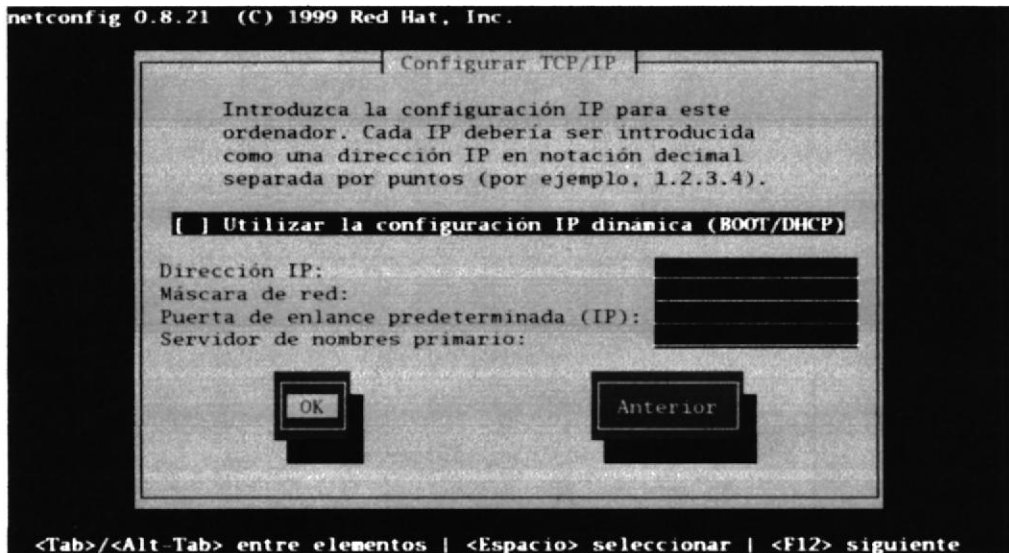 netconfig 0.8.21 (C) 1999 Red Hat, Inc.
Configurar TCP/IP
Introduzca la configuración IP para este
ordenador. Cada IP debería ser introducida
como una dirección IP en notación decimal
separada por puntos (por ejemplo, 1.2.3.4).
[ ] Utilizar la configuración IP dinámica (BOOT/DHCP)
Dirección IP:
Máscara de red:
Puerta de enlance predeterminada (IP):
Servidor de nombres primario:
OK Anterior
<Tab>/<Alt-Tab> entre elementos | <Espacio> seleccionar | <F12> siguiente